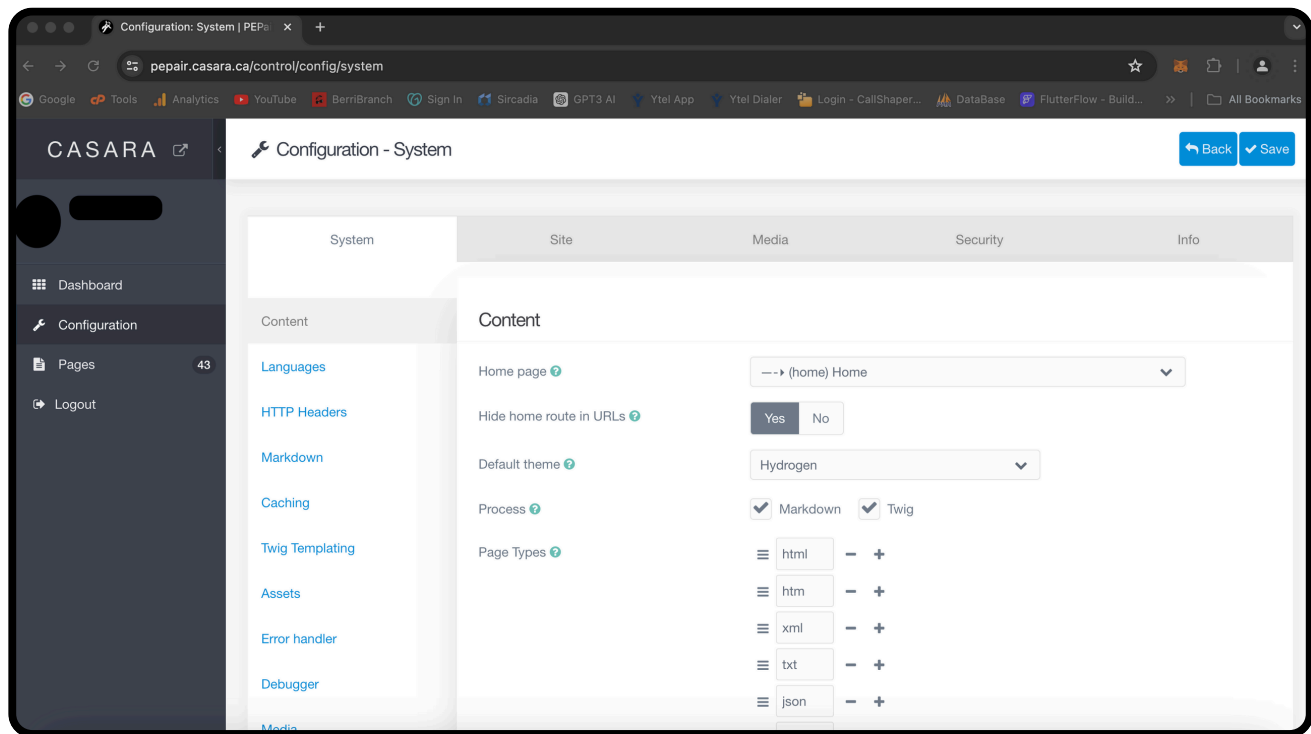 Configuration: System | PEPa
pepair.casara.ca/control/config/system
Google Tools Analytics YouTube BerriBranch Sign In Sircadia GPT3 AI Ytel App Ytel Dialer Login - CallShaper... DataBase FlutterFlow - Build... All Bookmarks
CASARA
Configuration - System
Back Save
System Site Media Security Info
Dashboard
Configuration
Pages 43
Logout
Content
Languages
HTTP Headers
Markdown
Caching
Twig Templating
Assets
Error handler
Debugger
Media
Content
Home page (home) Home
Hide home route in URLs Yes No
Default theme Hydrogen
Process Markdown Twig
Page Types html
htm
xml
txt
json